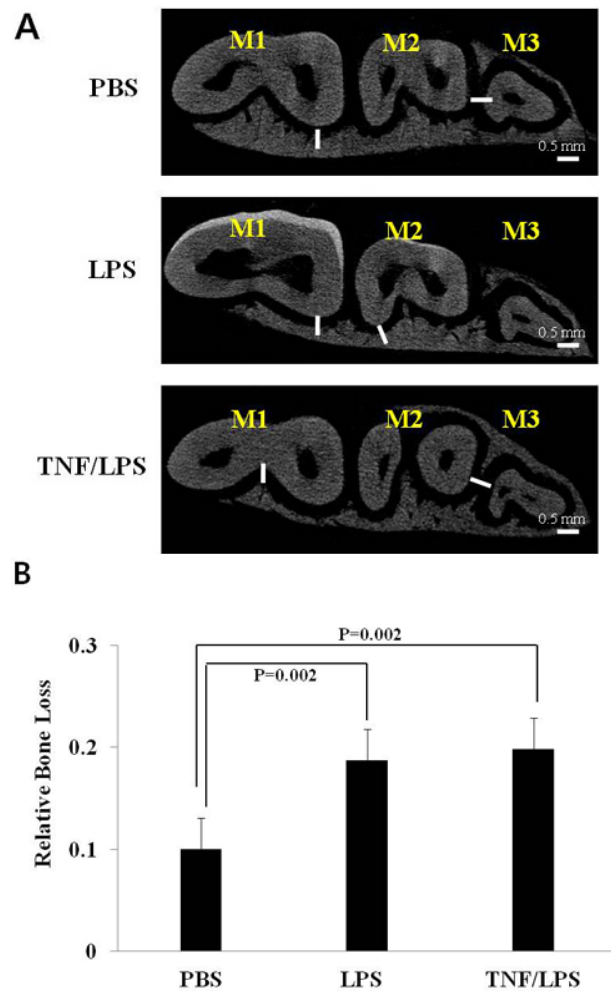 A
M1 M2 M3
PBS
0.5 mm
M1 M2 M3
LPS
0.5 mm
M1 M2 M3
TNF/LPS
0.5 mm
B
P=0.002
P=0.002
0.3
0.2
0.1
0
Relative Bone Loss
PBS LPS TNF/LPS